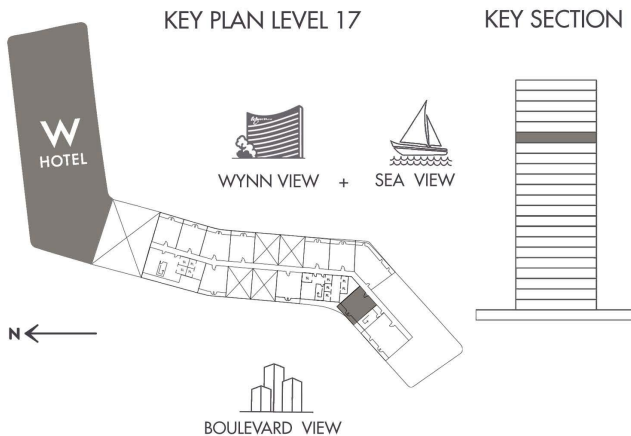 KEY PLAN LEVEL 17
KEY SECTION
W
HOTEL
WYNN VIEW + SEA VIEW
N
BOULEVARD VIEW